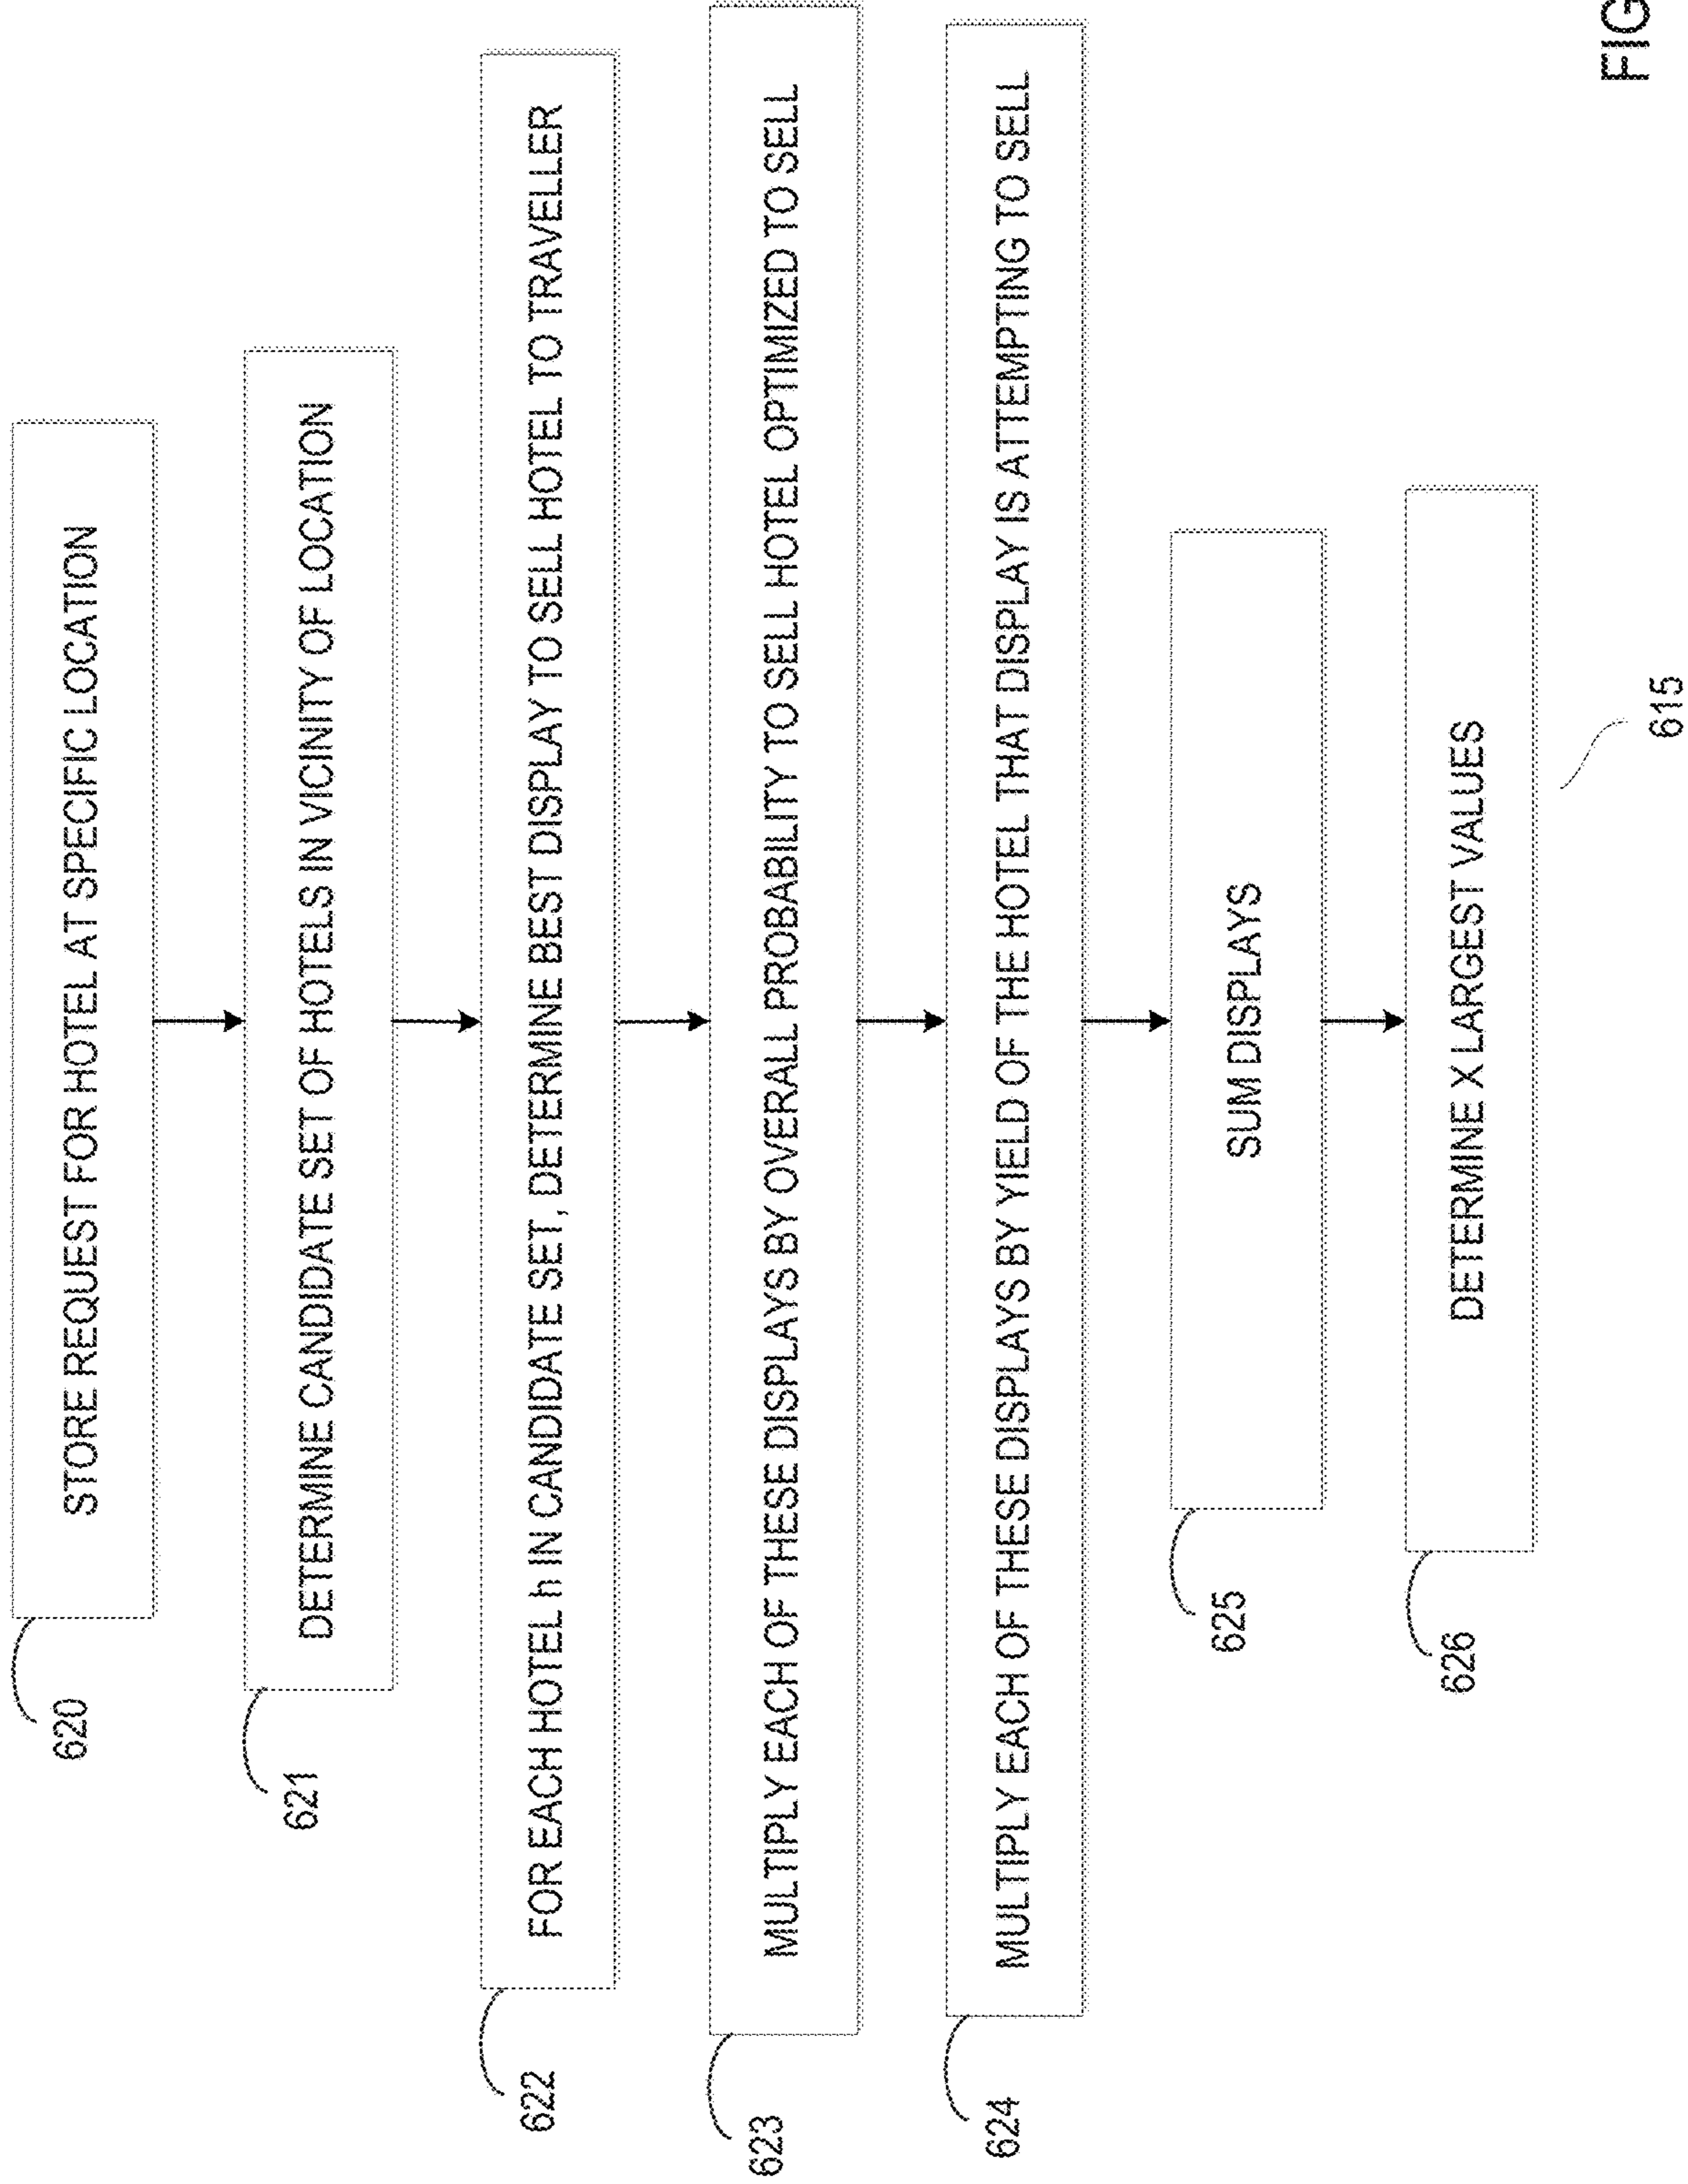 620
STORE REQUEST FOR HOTEL AT SPECIFIC LOCATION
621
DETERMINE CANDIDATE SET OF HOTELS IN VICINITY OF LOCATION
622
FOR EACH HOTEL h IN CANDIDATE SET, DETERMINE BEST DISPLAY TO SELL HOTEL TO TRAVELLER
623
MULTIPLY EACH OF THESE DISPLAYS BY OVERALL PROBABILITY TO SELL HOTEL OPTIMIZED TO SELL
624
MULTIPLY EACH OF THESE DISPLAYS BY YIELD OF THE HOTEL THAT DISPLAY IS ATTEMPTING TO SELL
625
SUM DISPLAYS
626
DETERMINE X LARGEST VALUES
615
FIG